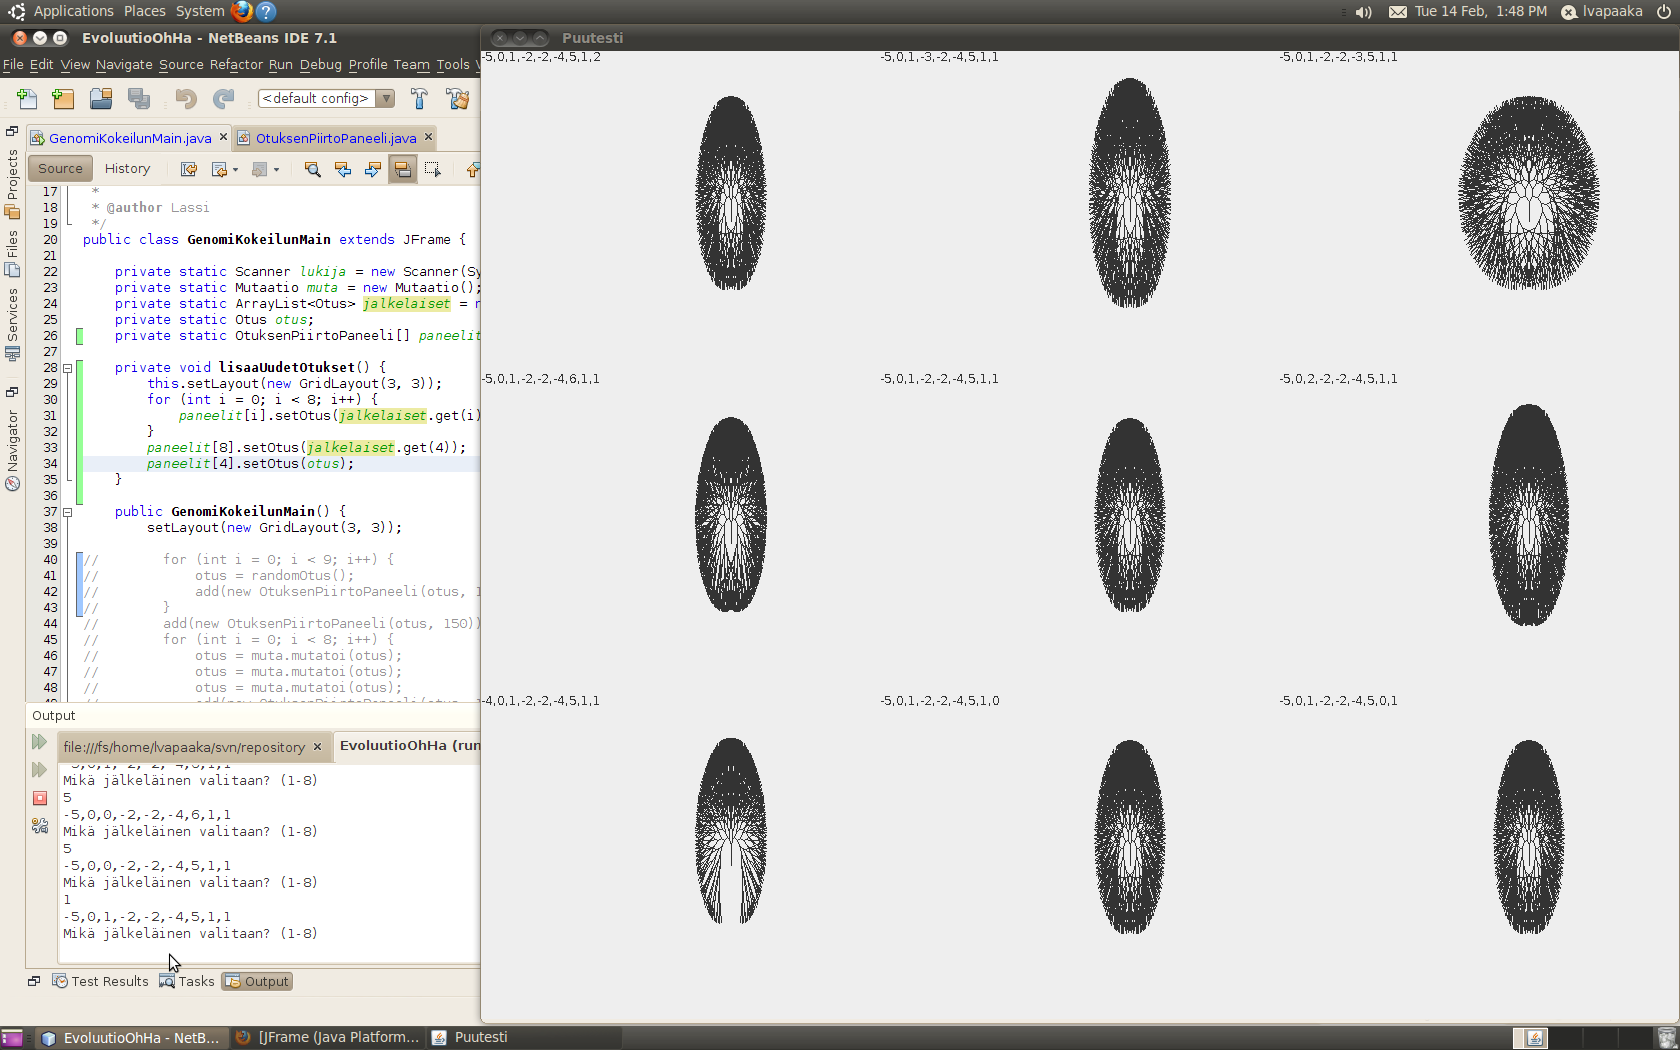 Applications Places System
Tue 14 Feb, 1:48 PM lvapaaka
EvoluutioOhHa - NetBeans IDE 7.1
Puutesti
File Edit View Navigate Source Refactor Run Debug Profile Team Tools
<default config>
GenomiKokeilunMain.java
OtuksenPiirtoPaneeli.java
Source History
Projects
Files
Services
Navigator
17 *
18 * @author Lassi
19 */
20 public class GenomiKokeilunMain extends JFrame {
21
22 private static Scanner lukija = new Scanner(Sy
23 private static Mutaatio muta = new Mutaatio();
24 private static ArrayList<Otus> jalkelaiset = n
25 private static Otus otus;
26 private static OtuksenPiirtoPaneeli[] paneelit
27
28 private void lisaaUudetOtukset() {
29 this.setLayout(new GridLayout(3, 3));
30 for (int i = 0; i < 8; i++) {
31 paneelit[i].setOtus(jalkelaiset.get(i)
32 }
33 paneelit[8].setOtus(jalkelaiset.get(4));
34 paneelit[4].setOtus(otus);
35 }
36
37 public GenomiKokeilunMain() {
38 setLayout(new GridLayout(3, 3));
39
40 // for (int i = 0; i < 9; i++) {
41 // otus = randomOtus();
42 // add(new OtuksenPiirtoPaneeli(otus, 1
43 // }
44 // add(new OtuksenPiirtoPaneeli(otus, 150))
45 // for (int i = 0; i < 8; i++) {
46 // otus = muta.mutatoi(otus);
47 // otus = muta.mutatoi(otus);
48 // otus = muta.mutatoi(otus);
Output
file:///fs/home/lvapaaka/svn/repository
EvoluutioOhHa (run
Mikä jälkeläinen valitaan? (1-8)
5
-5,0,0,-2,-2,-4,6,1,1
Mikä jälkeläinen valitaan? (1-8)
5
-5,0,0,-2,-2,-4,5,1,1
Mikä jälkeläinen valitaan? (1-8)
1
-5,0,1,-2,-2,-4,5,1,1
Mikä jälkeläinen valitaan? (1-8)
Test Results Tasks Output
-5,0,1,-2,-2,-4,5,1,2
-5,0,1,-3,-2,-4,5,1,1
-5,0,1,-2,-2,-3,5,1,1
-5,0,1,-2,-2,-4,6,1,1
-5,0,1,-2,-2,-4,5,1,1
-5,0,2,-2,-2,-4,5,1,1
-4,0,1,-2,-2,-4,5,1,1
-5,0,1,-2,-2,-4,5,1,0
-5,0,1,-2,-2,-4,5,0,1
EvoluutioOhHa - NetB...
[JFrame (Java Platform...
Puutesti